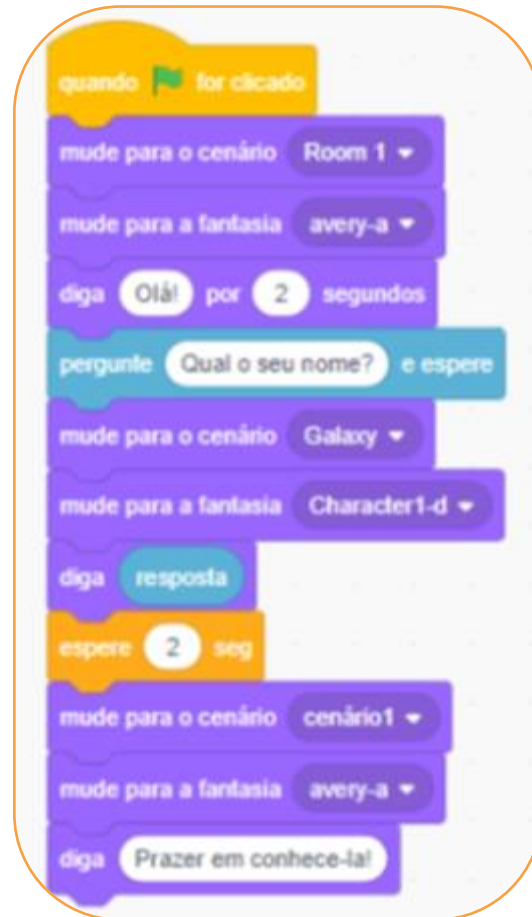 quando for clicado
mude para o cenário Room 1
mude para a fantasia avery-a
diga Olá! por 2 segundos
pergunte Qual o seu nome? e espere
mude para o cenário Galaxy
mude para a fantasia Character1-d
diga resposta
espere 2 seg
mude para o cenário cenário1
mude para a fantasia avery-a
diga Prazer em conhece-la!